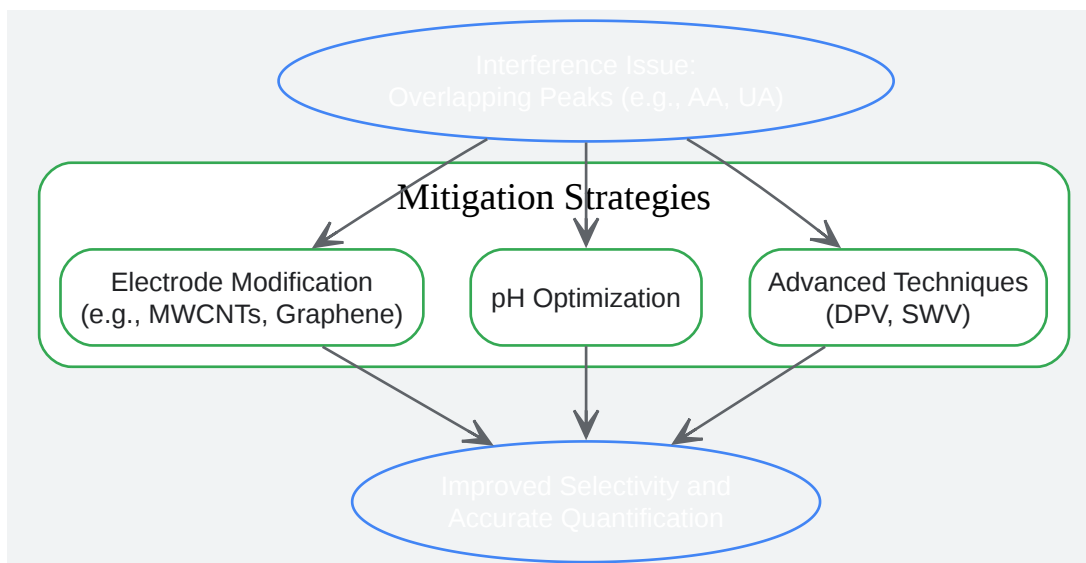 Interference Issue:
Overlapping Peaks (e.g., AA, UA)
Mitigation Strategies
Electrode Modification
(e.g., MWCNTs, Graphene)
pH Optimization
Advanced Techniques
(DPV, SWV)
Improved Selectivity and
Accurate Quantification